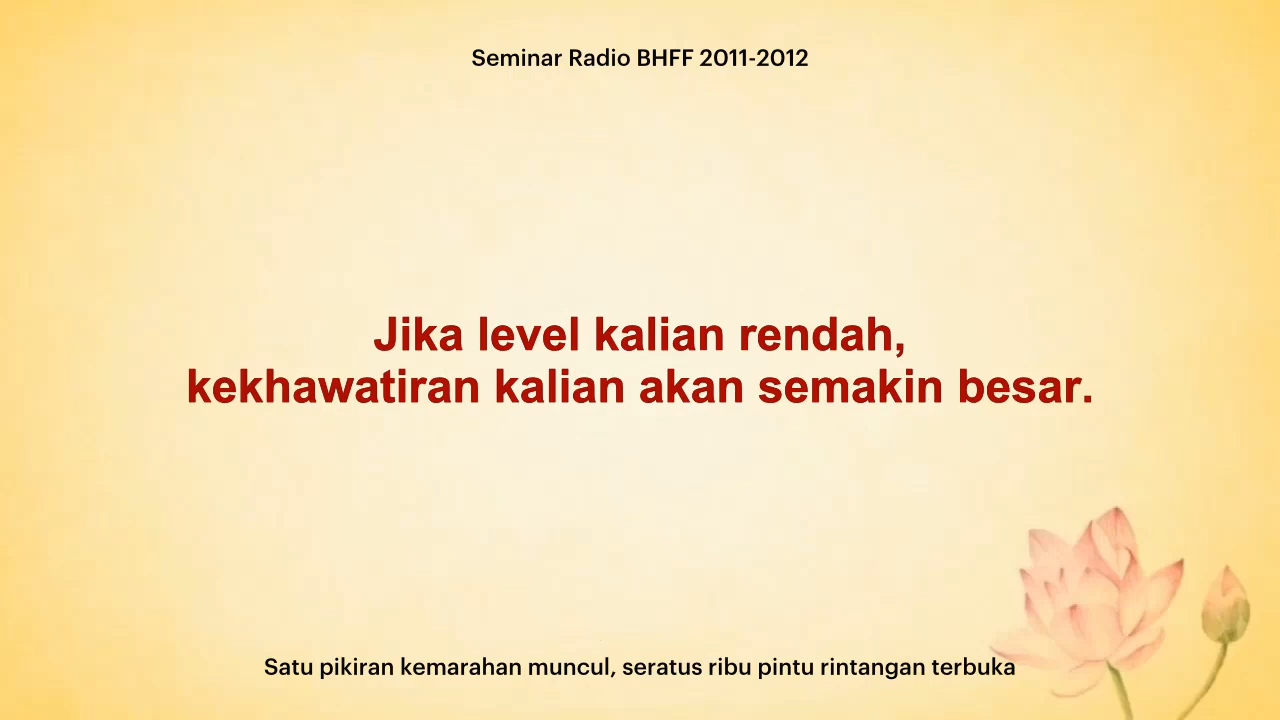 Seminar Radio BHFF 2011-2012
Jika level kalian rendah,
kekhawatiran kalian akan semakin besar.
Satu pikiran kemarahan muncul, seratus ribu pintu rintangan terbuka